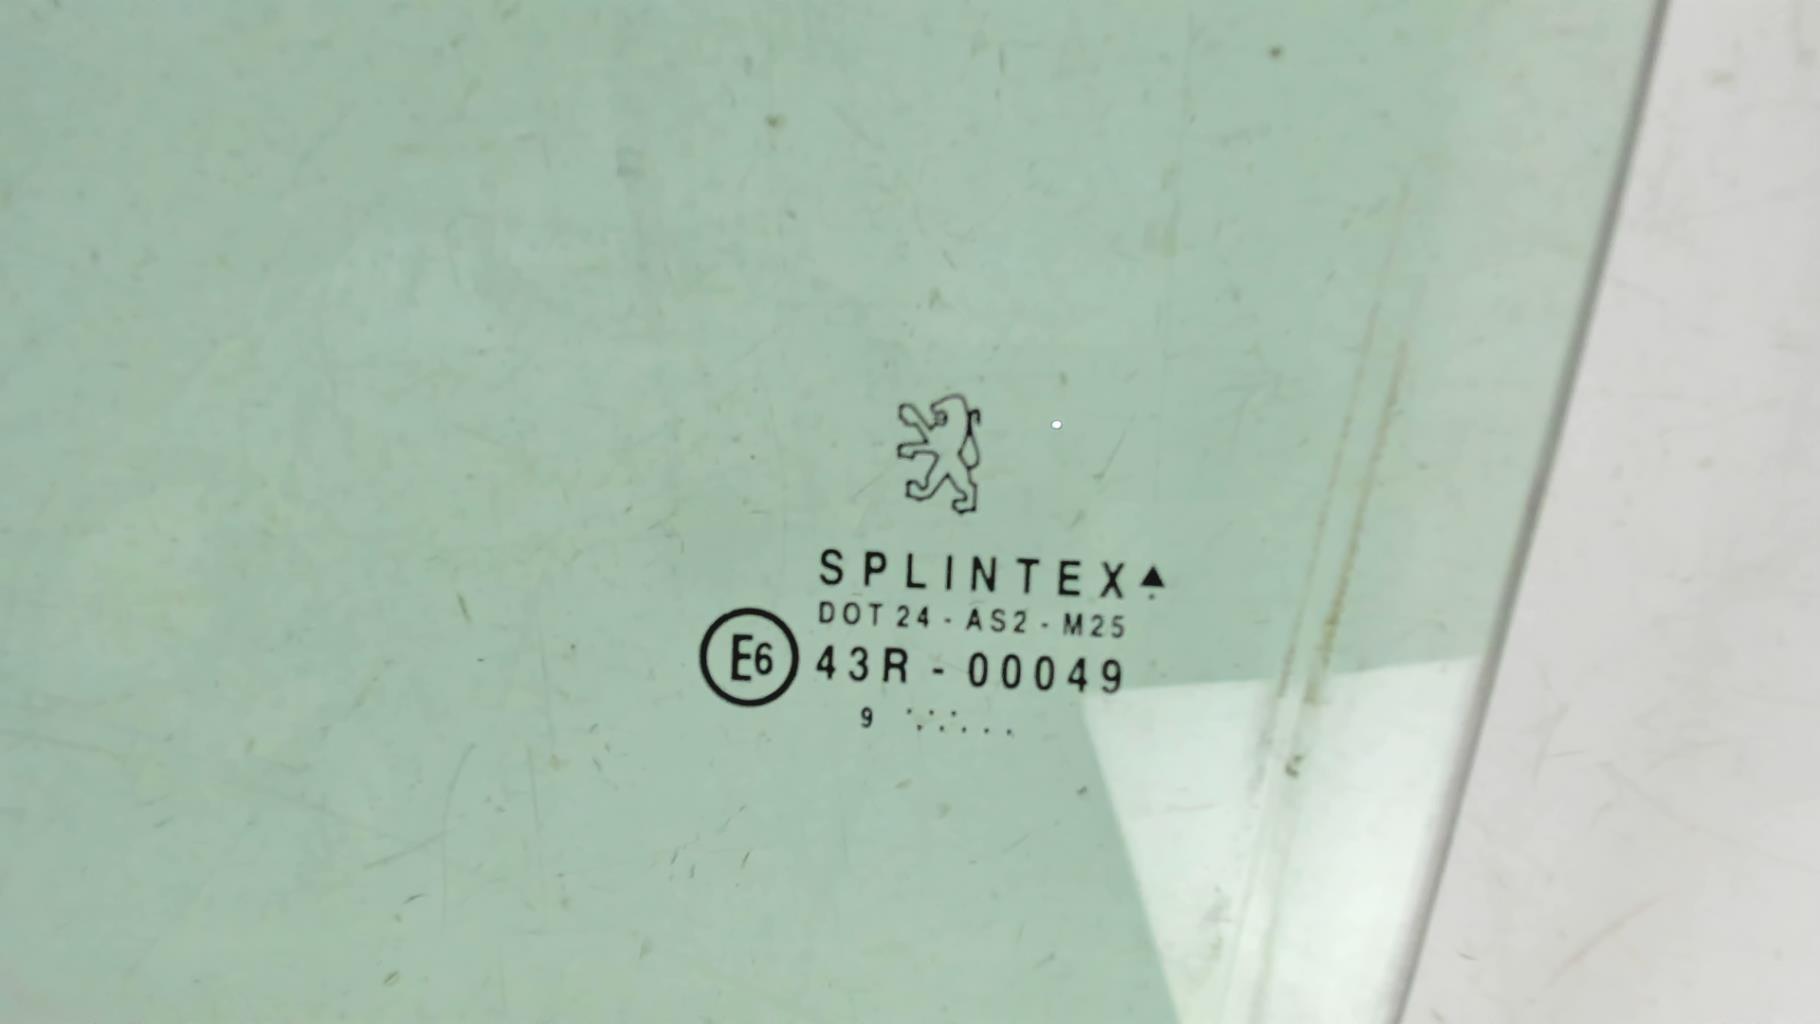 SPLINTEX▲
DOT 24 - AS2 - M25
E6 43R - 00049
9 ..........